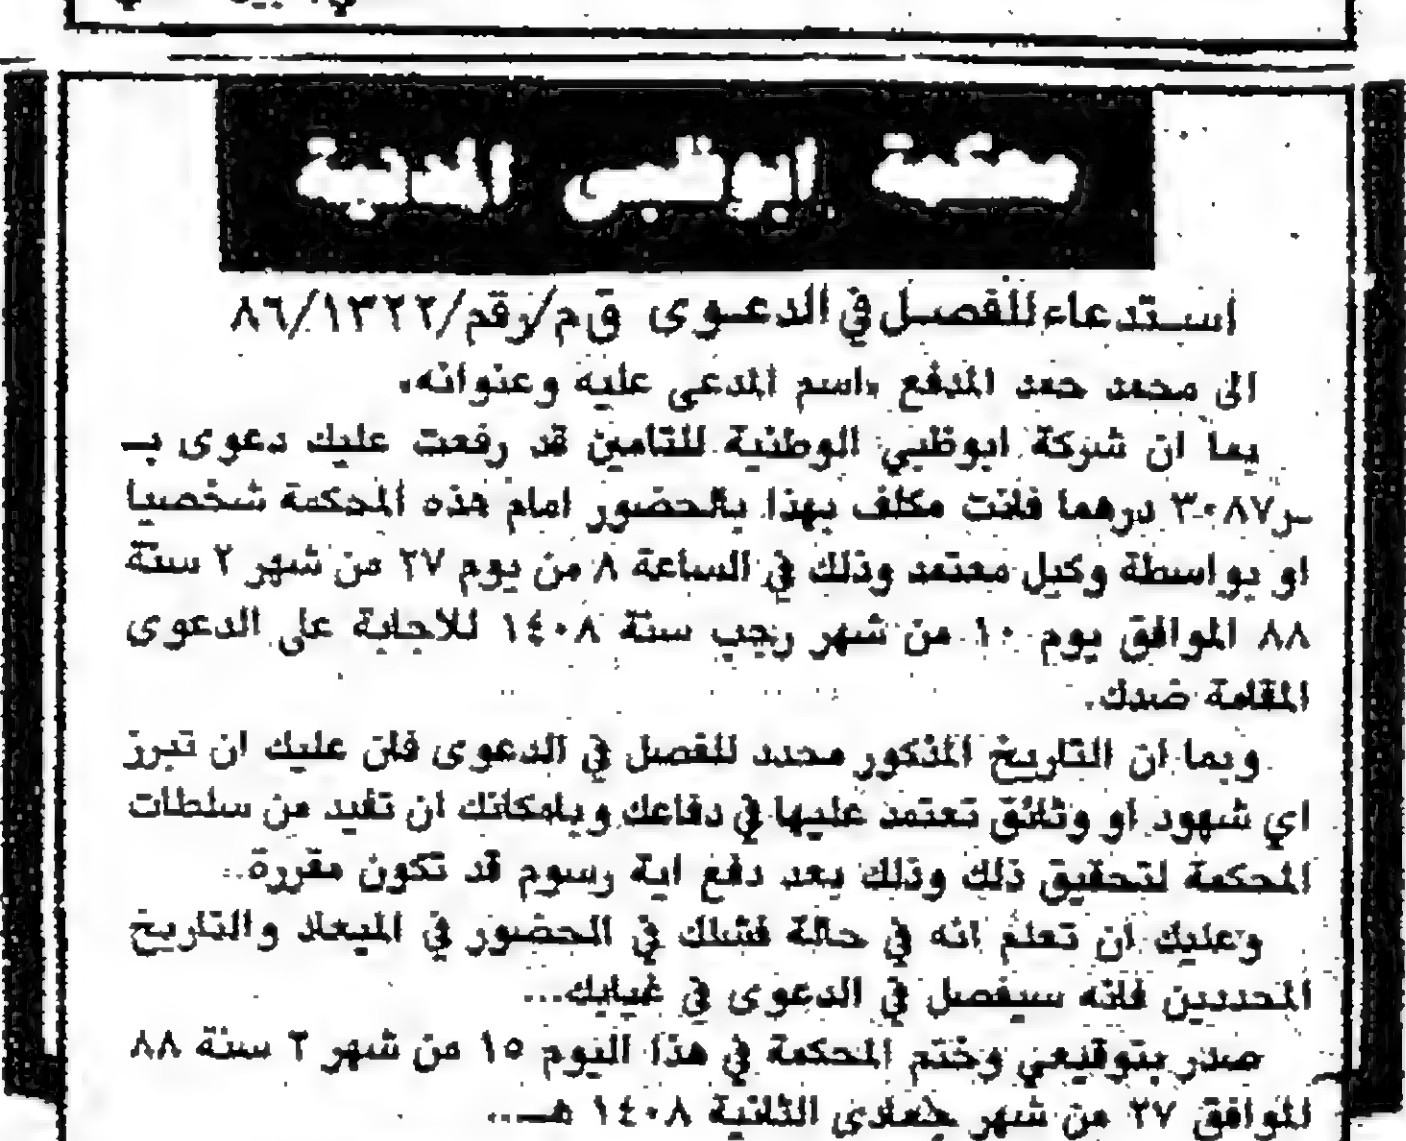 محكمة ابوظبى المدنية
استدعاء للفصل في الدعوى ق م/رقم/٨٦/١٣٢٢
الى محمد حمد المدفع «اسم المدعى عليه وعنوانه»
بما ان شركة ابوظبي الوطنية للتامين قد رفعت عليك دعوى بـ
ـر٣٠٨٧ درهما فانت مكلف بهذا بالحضور امام هذه المحكمة شخصيا
او بواسطة وكيل معتمد وذلك في الساعة ٨ من يوم ٢٧ من شهر ٢ سنة
٨٨ الموافق يوم ١٠ من شهر رجب سنة ١٤٠٨ للاجابة على الدعوى
المقامة ضدك.
وبما ان التاريخ المذكور محدد للفصل في الدعوى فان عليك ان تبرز
اي شهود او وثائق تعتمد عليها في دفاعك وبامكانك ان تفيد من سلطات
المحكمة لتحقيق ذلك وذلك بعد دفع اية رسوم قد تكون مقررة..
وعليك ان تعلم انه في حالة فشلك في الحضور في الميعاد والتاريخ
المحددين فانه سيفصل في الدعوى في غيابك...
صدر بتوقيعي وختم المحكمة في هذا اليوم ١٥ من شهر ٢ سنة ٨٨
الموافق ٢٧ من شهر جمادى الثانية ١٤٠٨ هـ...